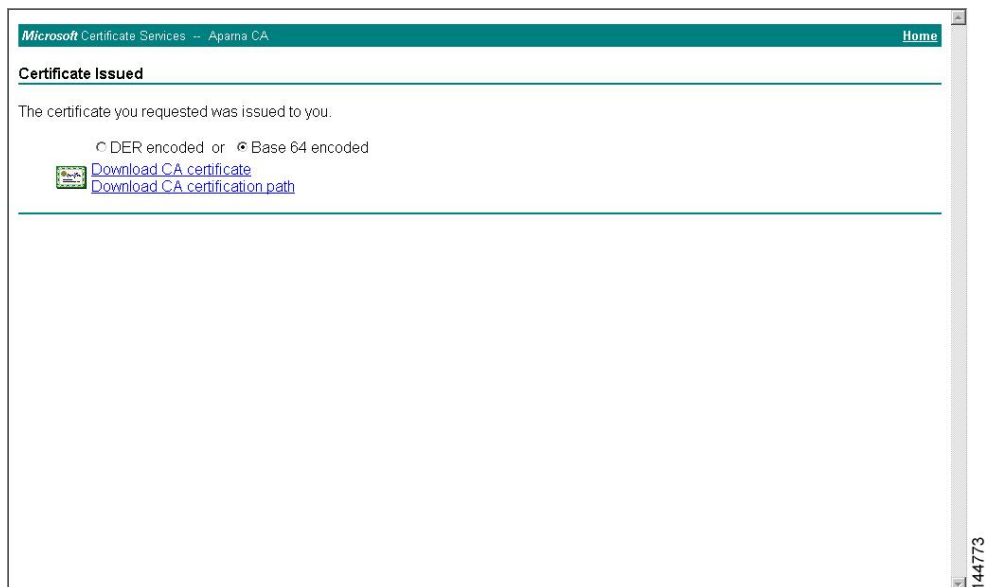 Microsoft Certificate Services -- Aparna CA Home
Certificate Issued
The certificate you requested was issued to you.
DER encoded or Base 64 encoded
Download CA certificate
Download CA certification path
144773